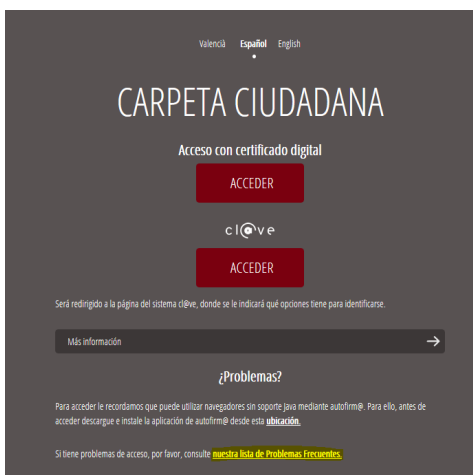 Valencià Español English
CARPETA CIUDADANA
Acceso con certificado digital
ACCEDER
cl@ve
ACCEDER
Será redirigido a la página del sistema cl@ve, donde se le indicará qué opciones tiene para identificarse.
Más información
¿Problemas?
Para acceder le recordamos que puede utilizar navegadores sin soporte Java mediante autofirm@. Para ello, antes de
acceder descargue e instale la aplicación de autofirm@ desde esta ubicación.
Si tiene problemas de acceso, por favor, consulte nuestra lista de Problemas Frecuentes.